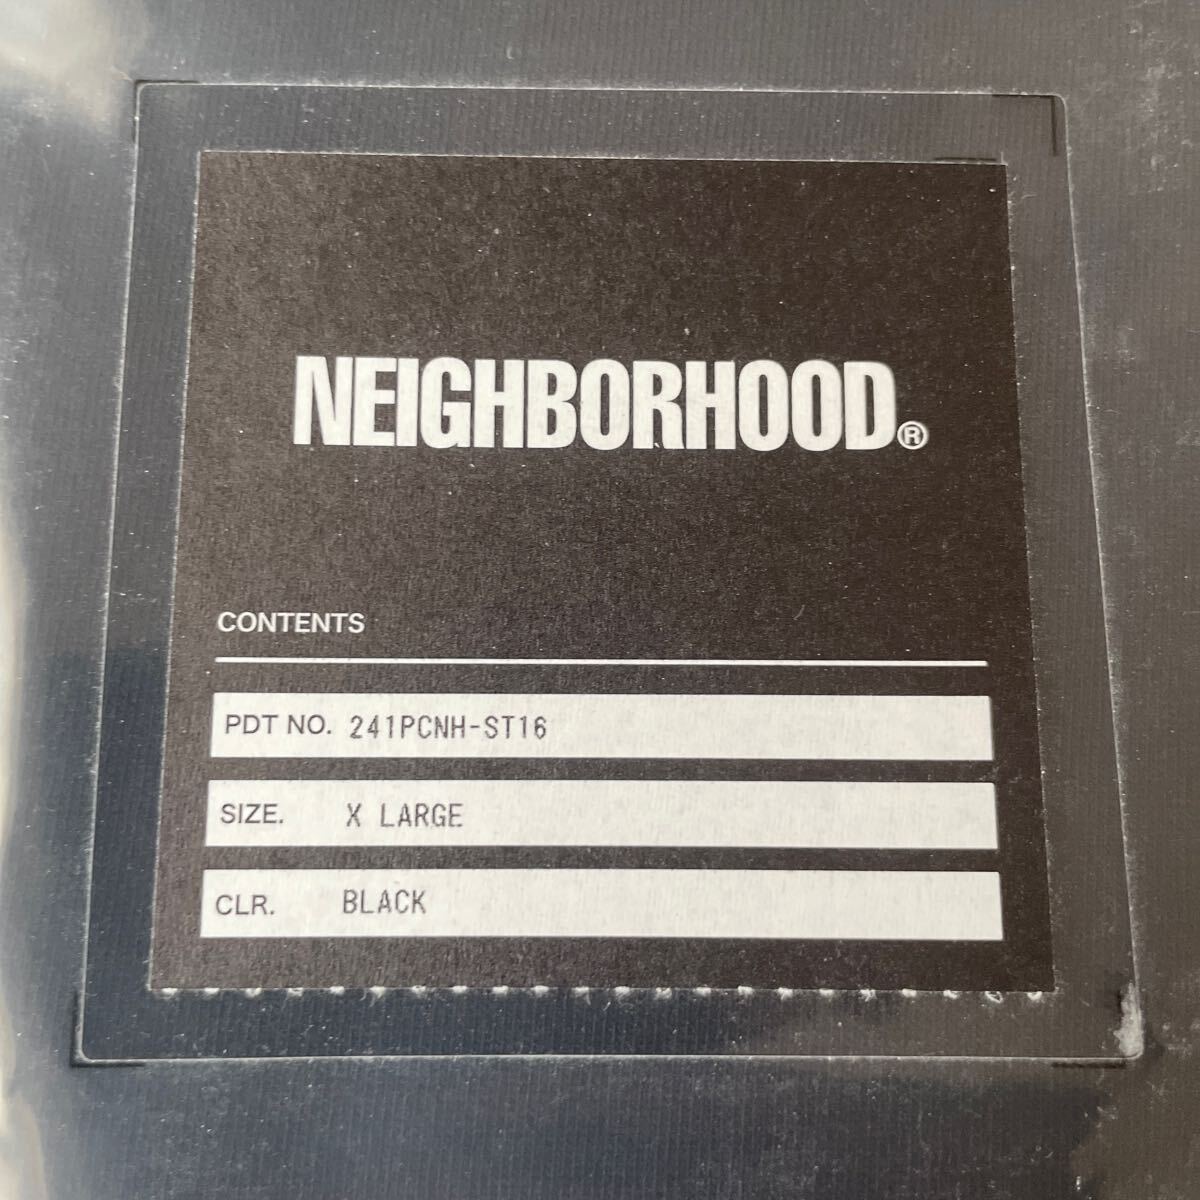 NEIGHBORHOOD®
CONTENTS
PDT NO. 241PCNH-ST16
SIZE. X LARGE
CLR. BLACK